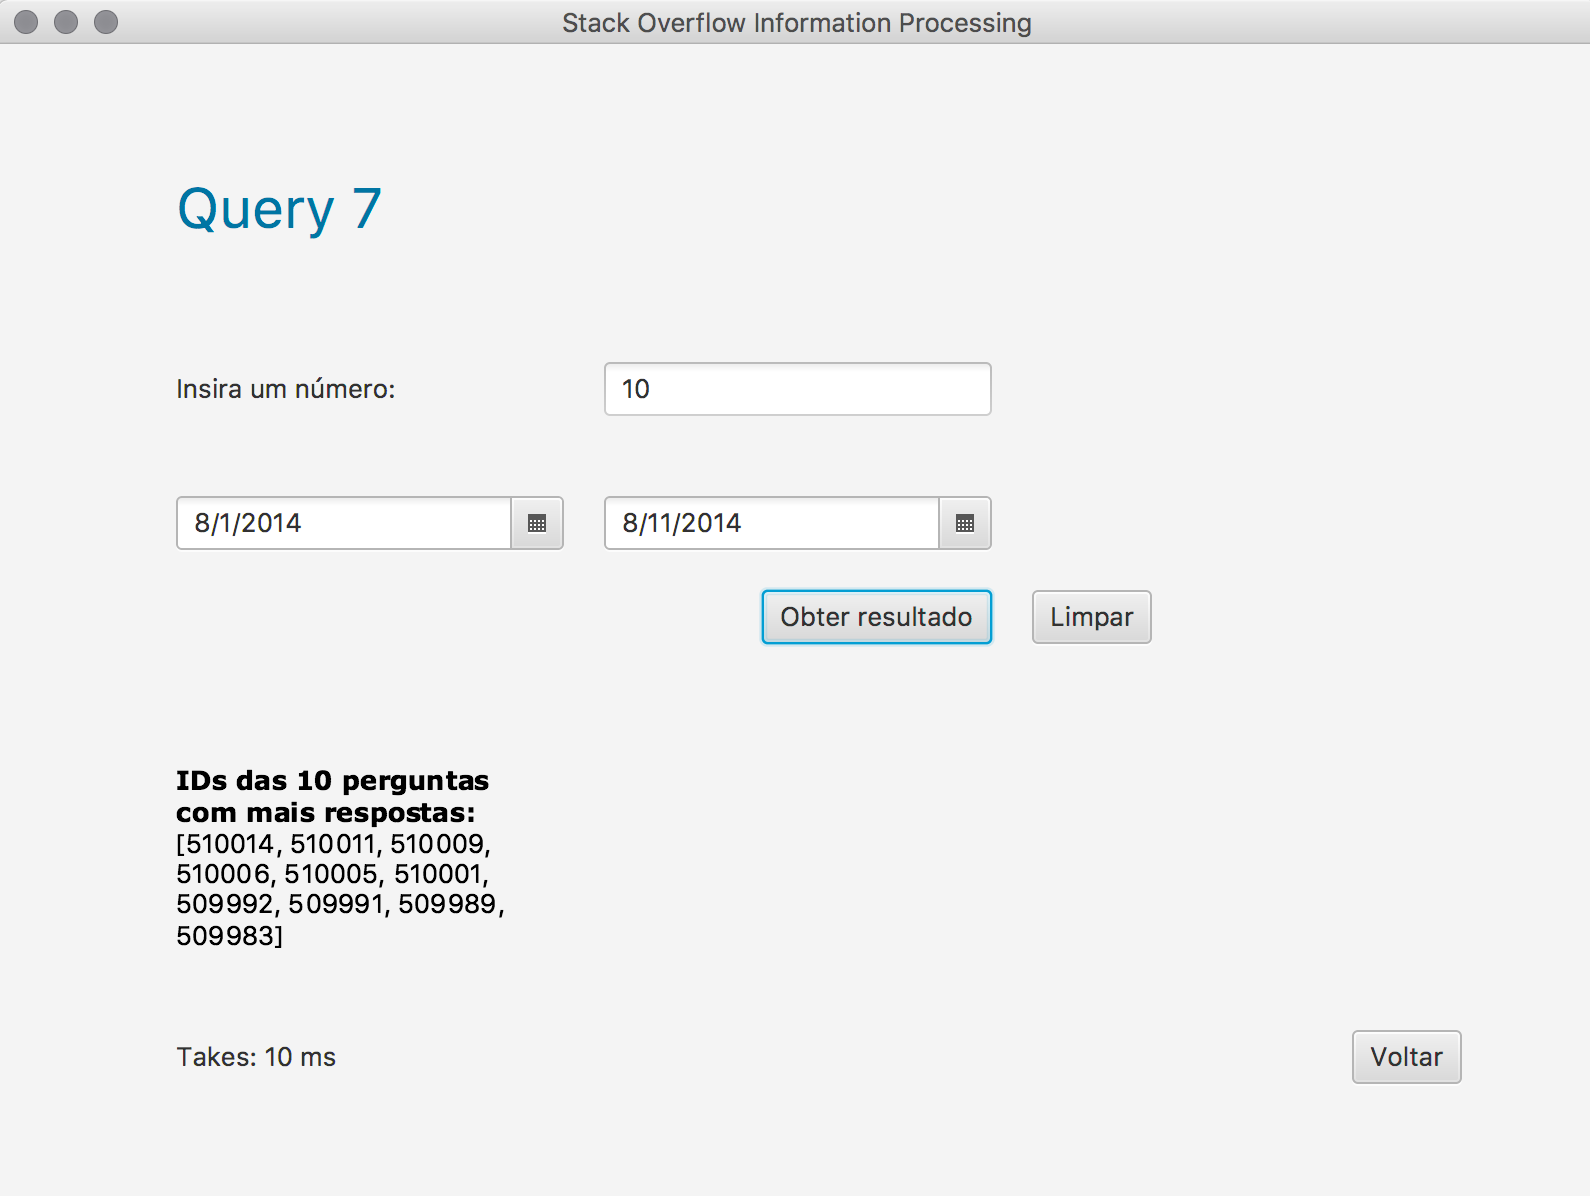 Stack Overflow Information Processing
Query 7
Insira um número:
10
8/1/2014
8/11/2014
Obter resultado
Limpar
IDs das 10 perguntas
com mais respostas:
[510014, 510011, 510009,
510006, 510005, 510001,
509992, 509991, 509989,
509983]
Takes: 10 ms
Voltar